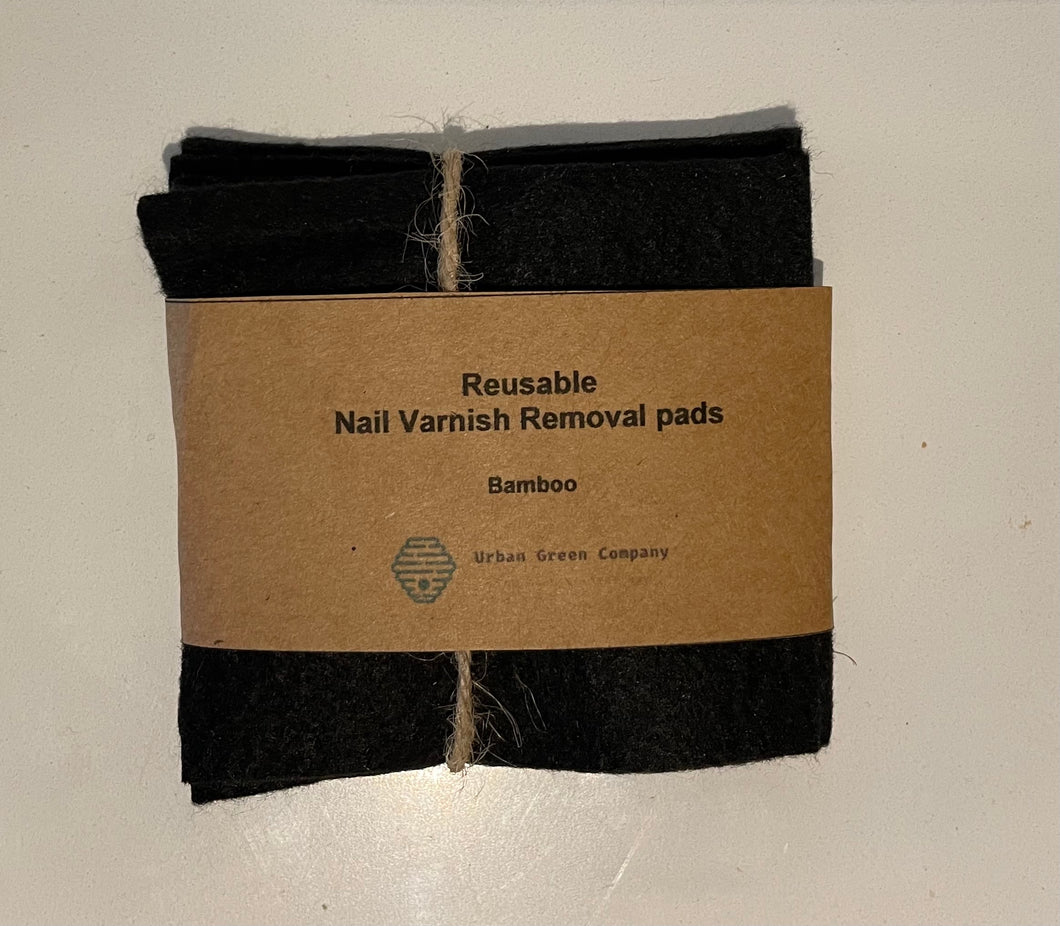 Reusable
Nail Varnish Removal pads
Bamboo
Urban Green Company